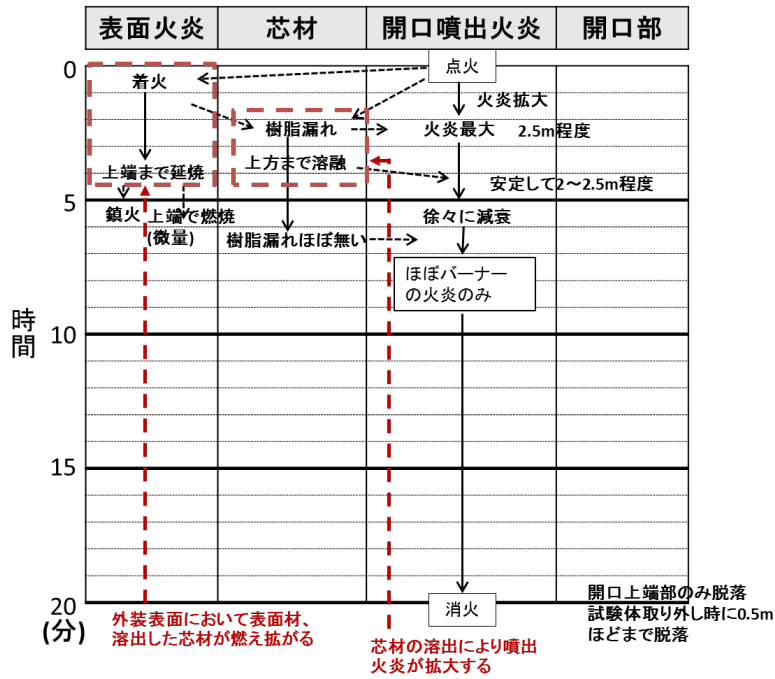 表面火炎
芯材
開口噴出火炎
開口部
0
点火
着火
火炎拡大
樹脂漏れ
火炎最大
2.5m程度
上方まで溶融
上端まで延焼
安定して2～2.5m程度
5
鎮火
上端で燃焼
(微量)
徐々に減衰
樹脂漏れほぼ無い
ほぼバーナー
の火炎のみ
時間
10
15
20
(分)
消火
開口上端部のみ脱落
試験体取り外し時に0.5m
ほどまで脱落
外装表面において表面材、
溶出した芯材が燃え拡がる
芯材の溶出により噴出
火炎が拡大する